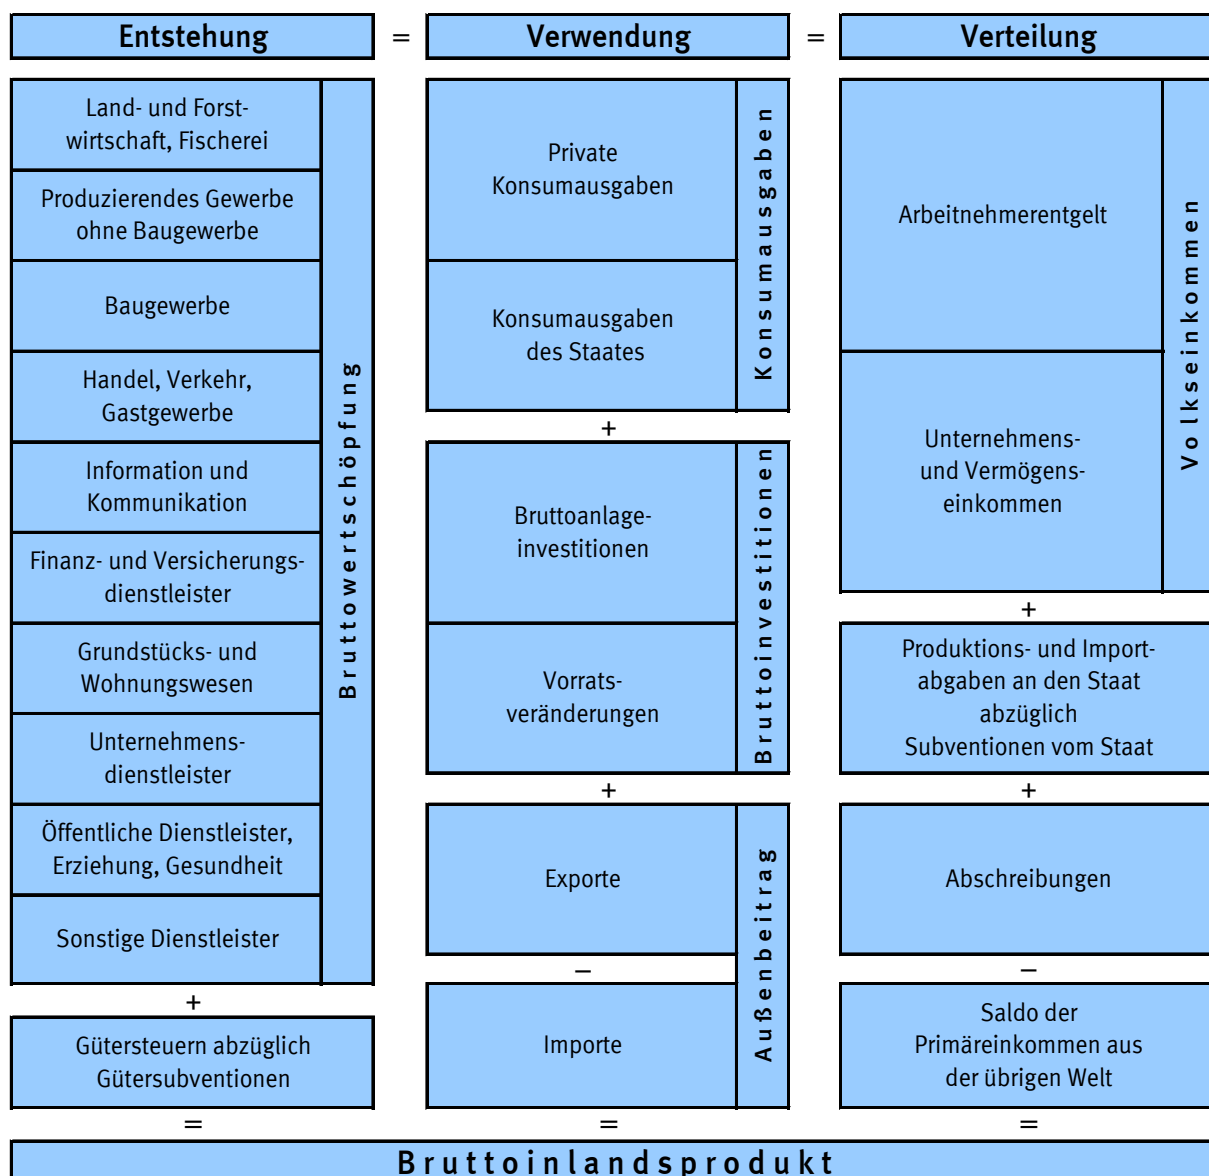 Entstehung = Verwendung = Verteilung
Land- und Forst-
wirtschaft, Fischerei
Produzierendes Gewerbe
ohne Baugewerbe
Baugewerbe
Handel, Verkehr,
Gastgewerbe
Information und
Kommunikation
Finanz- und Versicherungs-
dienstleister
Grundstücks- und
Wohnungswesen
Unternehmens-
dienstleister
Öffentliche Dienstleister,
Erziehung, Gesundheit
Sonstige Dienstleister
Bruttowertschöpfung
+
Gütersteuern abzüglich
Gütersubventionen
=
Private
Konsumausgaben
Konsumausgaben
des Staates
Konsumausgaben
+
Bruttoanlage-
investitionen
Vorrats-
veränderungen
Bruttoinvestitionen
+
Exporte
–
Importe
Außenbeitrag
=
Arbeitnehmerentgelt
Unternehmens-
und Vermögens-
einkommen
Volkseinkommen
+
Produktions- und Import-
abgaben an den Staat
abzüglich
Subventionen vom Staat
+
Abschreibungen
–
Saldo der
Primäreinkommen aus
der übrigen Welt
=
Bruttoinlandsprodukt